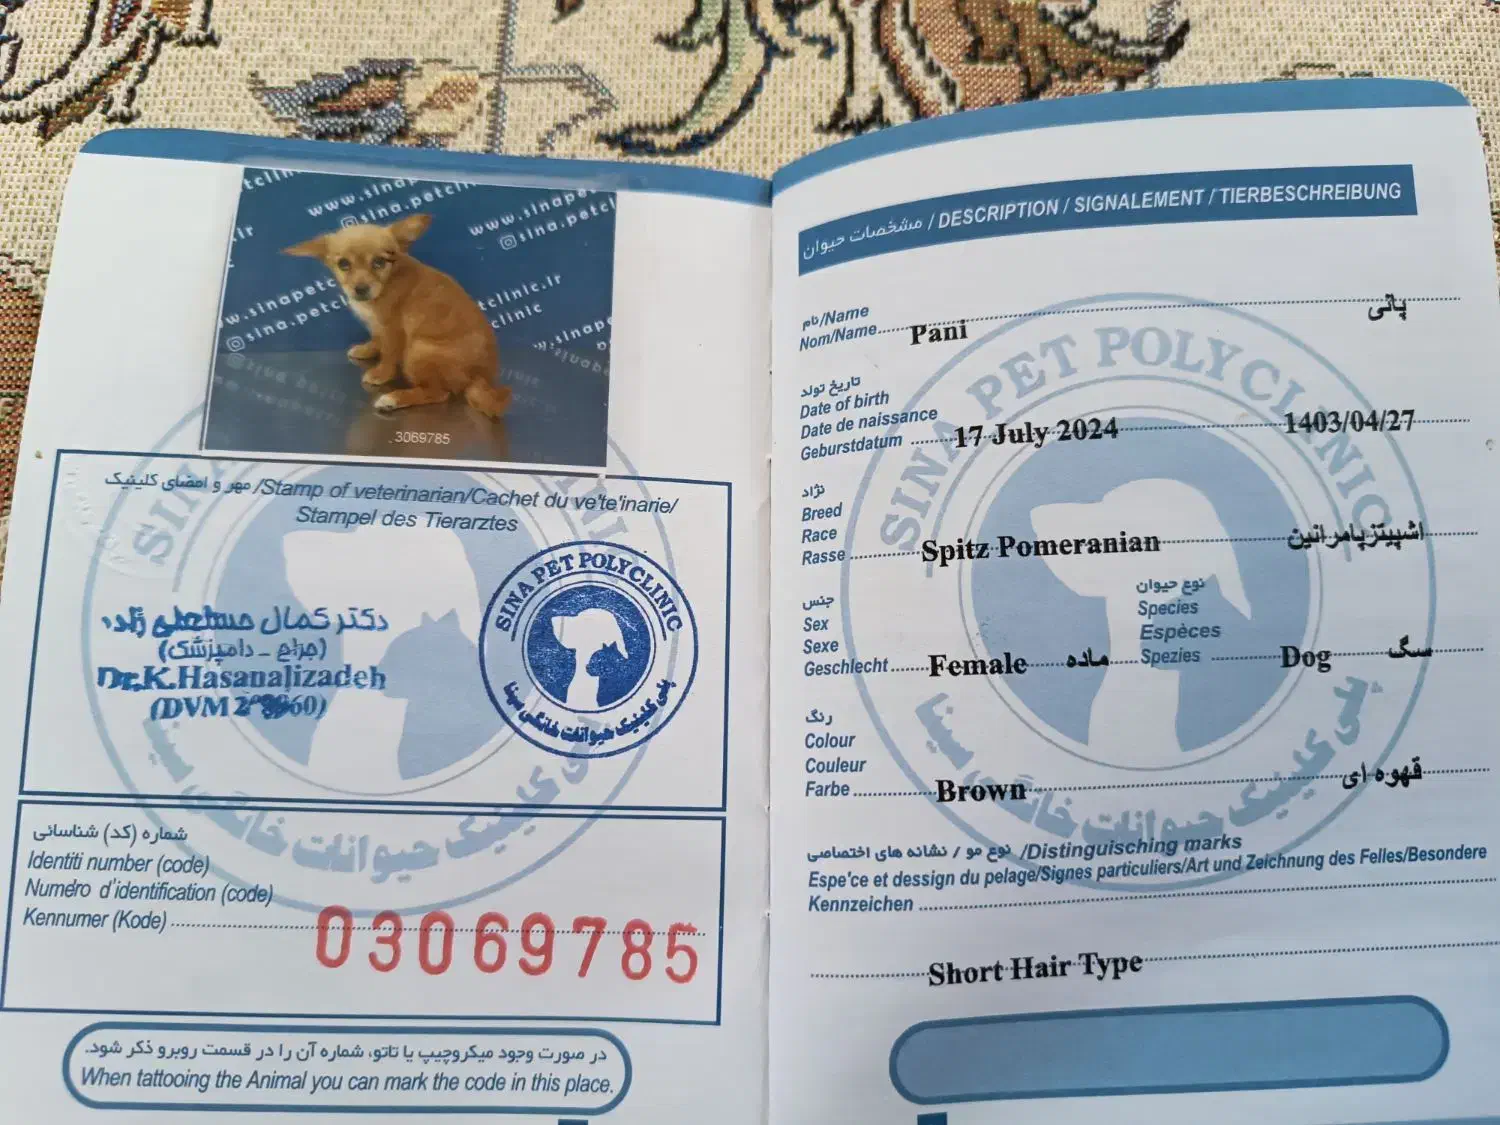 www.sinapetclinic.ir
sina.petclinic
3069785
مهر و امضای کلینیک /Stamp of veterinarian/Cachet du ve'te'inarie/
Stampel des Tierarztes
دکتر کمال حسنعلی زاده
(جراح - دامپزشک)
Dr.K.Hasanalizadeh
SINA PET POLYCLINIC
پلی کلینیک حیوانات خانگی سینا
شماره (کد) شناسائی
Identiti number (code)
Numéro d'identification (code)
Kennumer (Kode)
03069785
در صورت وجود میکروچیپ یا تاتو، شماره آن را در قسمت روبرو ذکر شود.
When tattooing the Animal you can mark the code in this place.
مشخصات حیوان / DESCRIPTION / SIGNALEMENT / TIERBESCHREIBUNG
SINA PET POLYCLINIC
پلی کلینیک حیوانات خانگی سینا
نام/Name
Nom/Name Pani پانی
تاریخ تولد
Date of birth
Date de naissance
Geburstdatum 17 July 2024 1403/04/27
نژاد
Breed
Race
Rasse Spitz Pomeranian اشپیتز پامرانین
جنس
Sex
Sexe
Geschlecht Female ماده
نوع حیوان
Species
Espèces
Spezies Dog سگ
رنگ
Colour
Couleur
Farbe Brown قهوه ای
نوع مو / نشانه های اختصاصی /Distinguisching marks
Espe'ce et dessign du pelage/Signes particuliers/Art und Zeichnung des Felles/Besondere
Kennzeichen
Short Hair Type